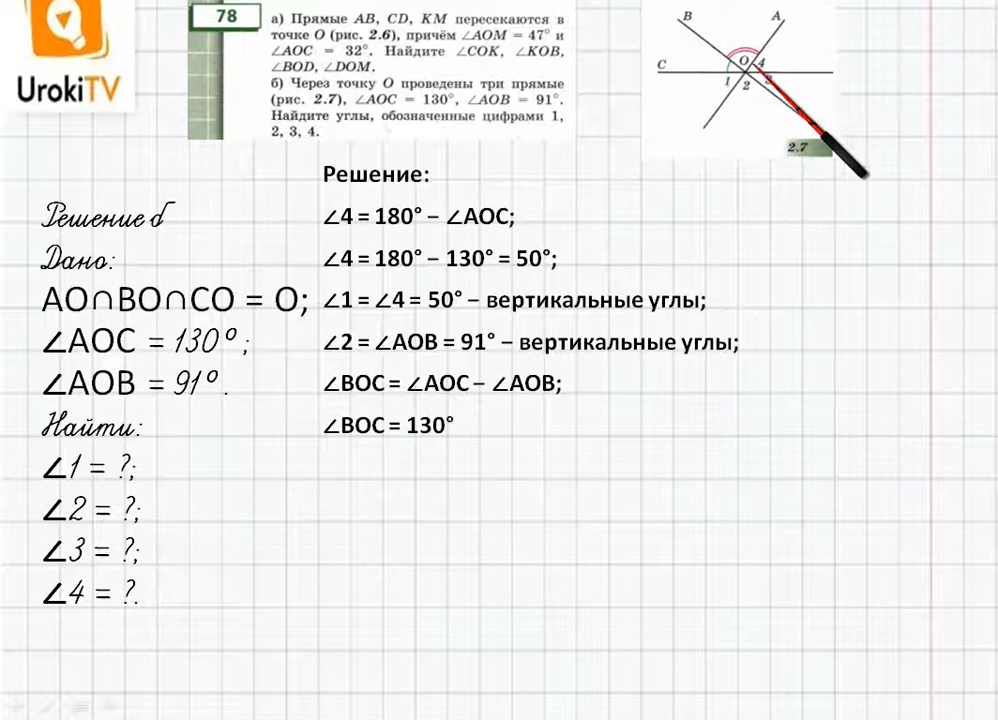 78
а) Прямые AB, CD, KM пересекаются в
точке O (рис. 2.6), причём ∠AOM = 47° и
∠AOC = 32°. Найдите ∠COK, ∠KOB,
∠BOD, ∠DOM.
б) Через точку O проведены три прямые
(рис. 2.7), ∠AOC = 130°, ∠AOB = 91°.
Найдите углы, обозначенные цифрами 1,
2, 3, 4.
B
A
O
4
C
1
2
3
2.7
UrokiTV
Решение б
Дано:
AO∩BO∩CO = O;
∠AOC = 130°;
∠AOB = 91°.
Найти:
∠1 = ?;
∠2 = ?;
∠3 = ?;
∠4 = ?.
Решение:
∠4 = 180° – ∠AOC;
∠4 = 180° – 130° = 50°;
∠1 = ∠4 = 50° – вертикальные углы;
∠2 = ∠AOB = 91° – вертикальные углы;
∠BOC = ∠AOC – ∠AOB;
∠BOC = 130°